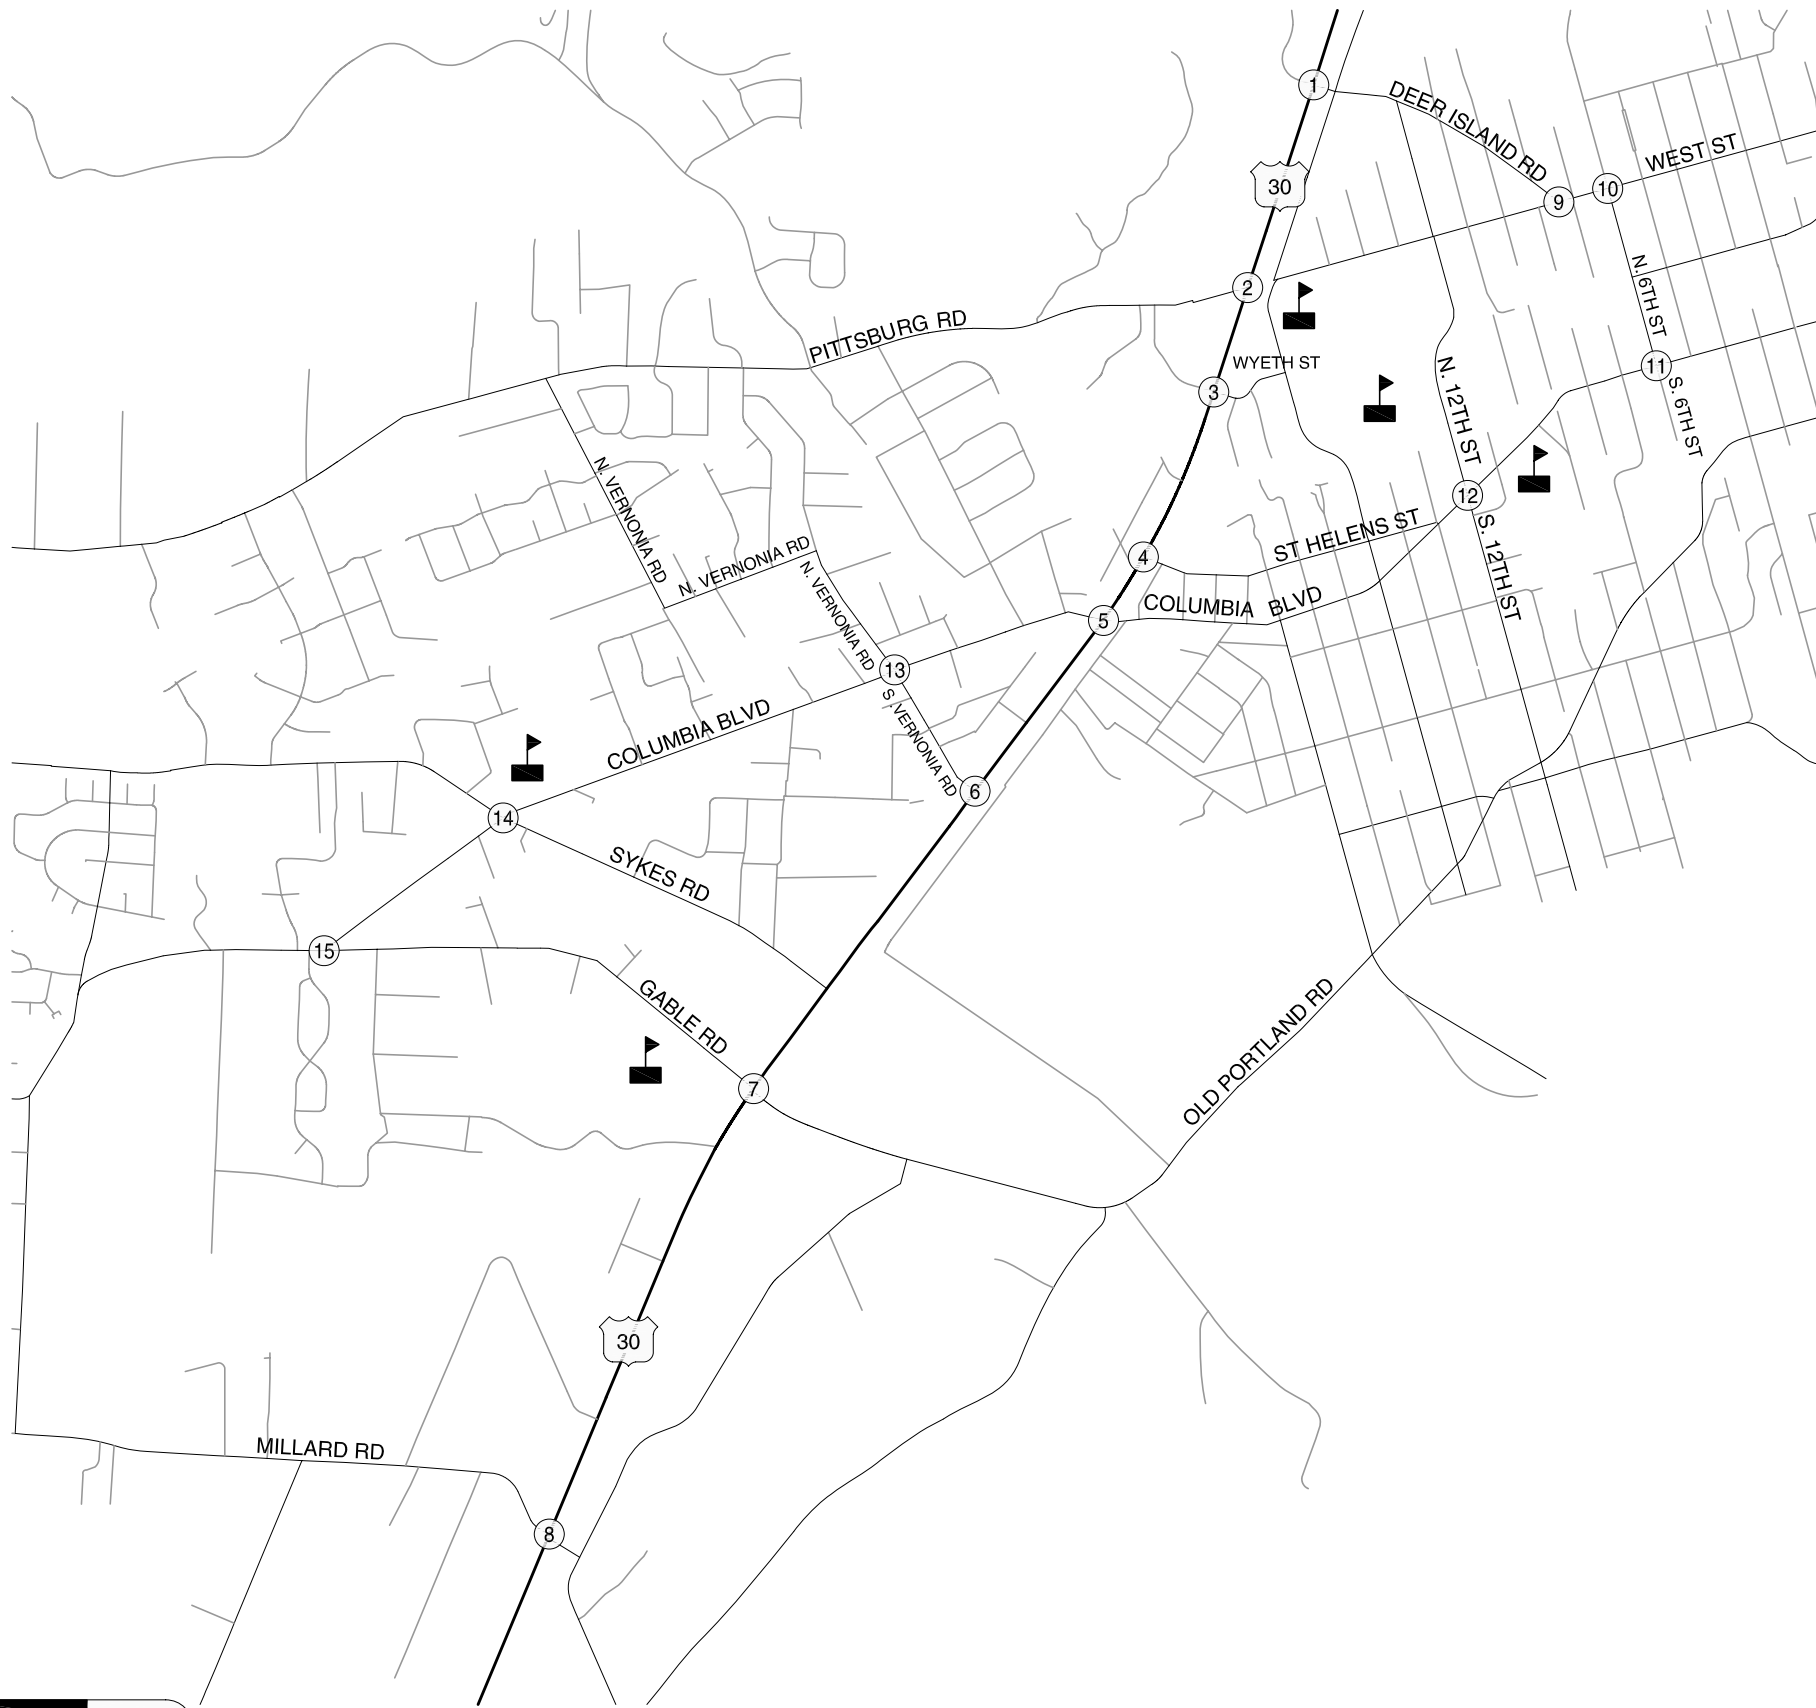 1
DEER ISLAND RD
WEST ST
30
10
9
2
N. 6TH ST
PITTSBURG RD
WYETH ST
11
3
S. 6TH ST
N. 12TH ST
N. VERNONIA RD
12
ST HELENS ST
4
S. 12TH ST
N. VERNONIA RD
N. VERNONIA RD
COLUMBIA BLVD
5
13
S. VERNONIA RD
COLUMBIA BLVD
6
14
SYKES RD
15
GABLE RD
OLD PORTLAND RD
7
30
MILLARD RD
8